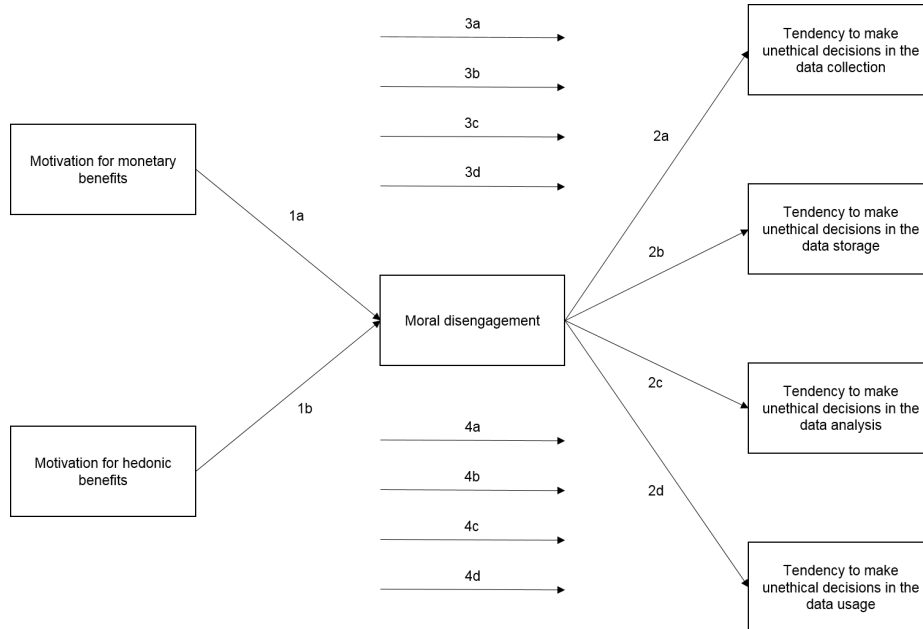 3a
3b
3c
3d
Motivation for monetary
benefits
1a
Motivation for hedonic
benefits
1b
Moral disengagement
4a
4b
4c
4d
2a
2b
2c
2d
Tendency to make
unethical decisions in the
data collection
Tendency to make
unethical decisions in the
data storage
Tendency to make
unethical decisions in the
data analysis
Tendency to make
unethical decisions in the
data usage